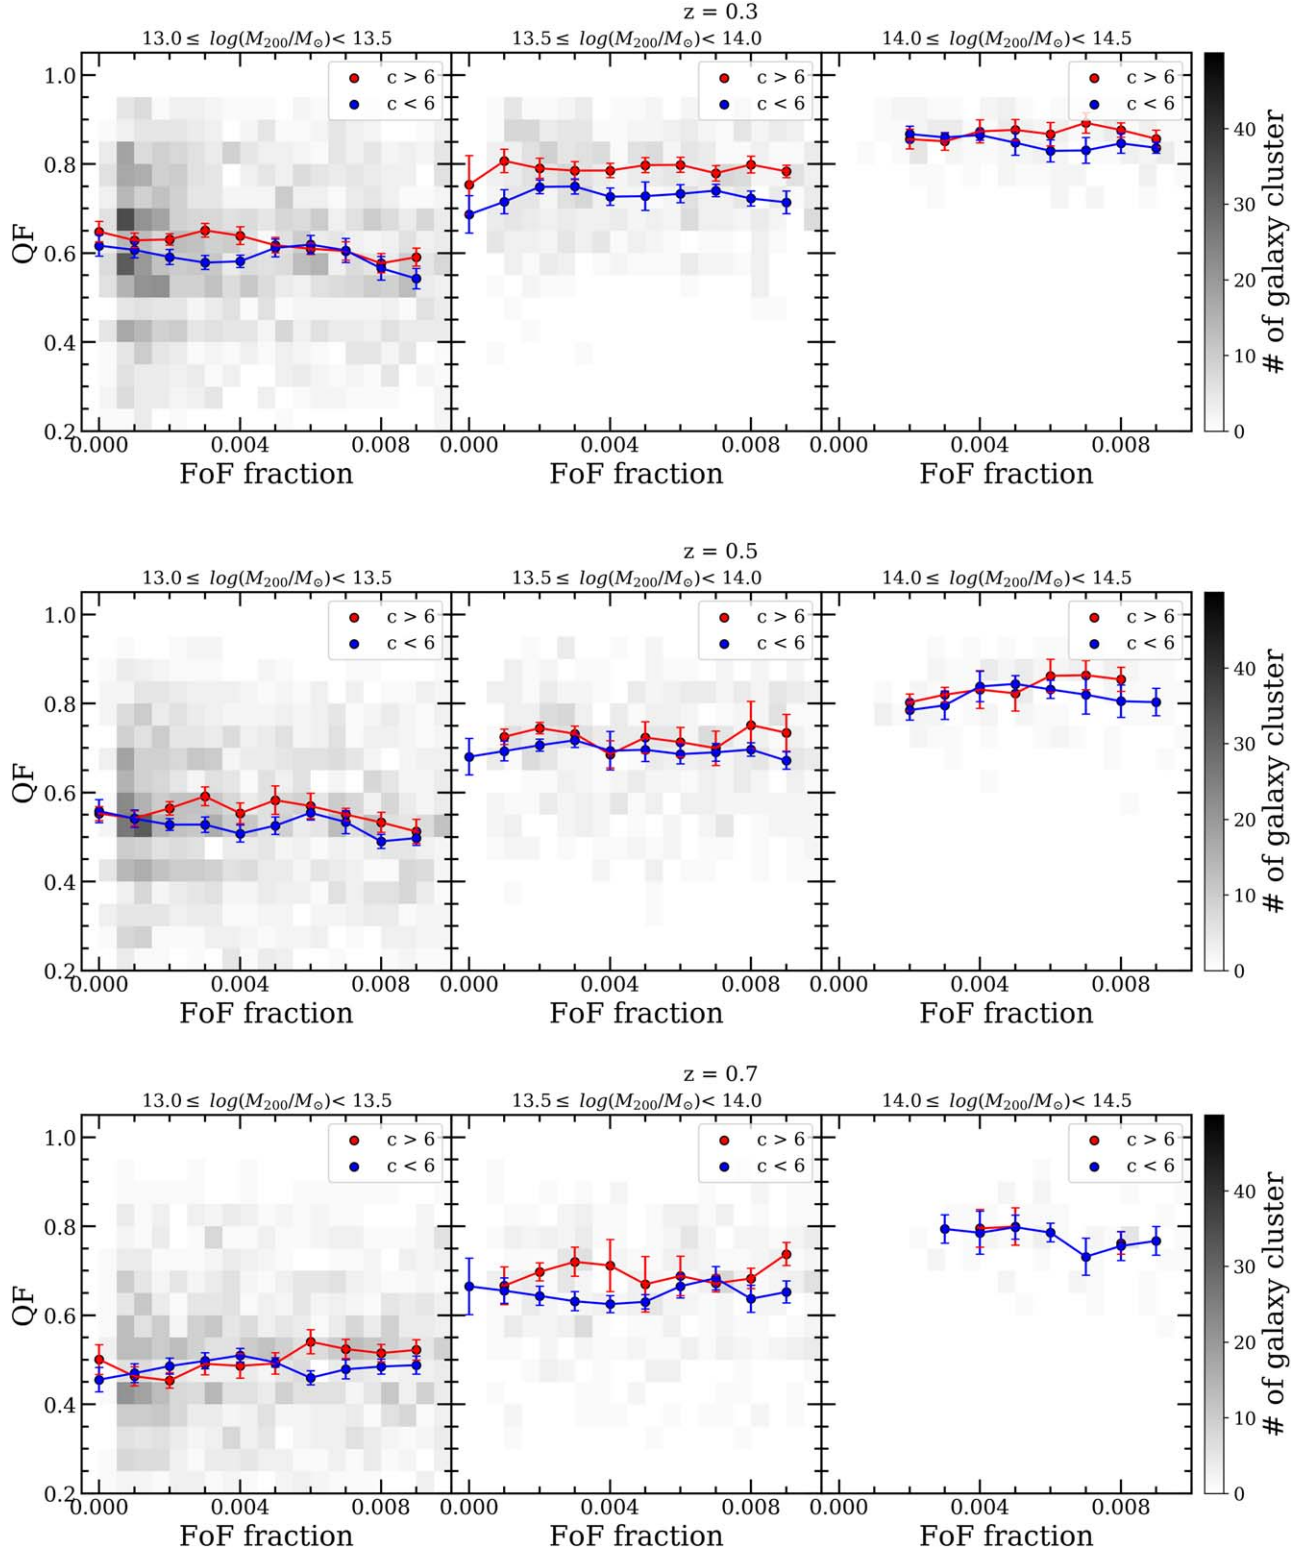 z = 0.3
13.0 ≤ log(M₂₀₀/M☉) < 13.5 13.5 ≤ log(M₂₀₀/M☉) < 14.0 14.0 ≤ log(M₂₀₀/M☉) < 14.5
c > 6 c > 6 c > 6
c < 6 c < 6 c < 6
1.0
0.8
0.6
0.4
0.2
QF
40
30
20
10
0
# of galaxy cluster
0.000 0.004 0.008 0.000 0.004 0.008 0.000 0.004 0.008
FoF fraction FoF fraction FoF fraction
z = 0.5
13.0 ≤ log(M₂₀₀/M☉) < 13.5 13.5 ≤ log(M₂₀₀/M☉) < 14.0 14.0 ≤ log(M₂₀₀/M☉) < 14.5
c > 6 c > 6 c > 6
c < 6 c < 6 c < 6
1.0
0.8
0.6
0.4
0.2
QF
40
30
20
10
0
# of galaxy cluster
0.000 0.004 0.008 0.000 0.004 0.008 0.000 0.004 0.008
FoF fraction FoF fraction FoF fraction
z = 0.7
13.0 ≤ log(M₂₀₀/M☉) < 13.5 13.5 ≤ log(M₂₀₀/M☉) < 14.0 14.0 ≤ log(M₂₀₀/M☉) < 14.5
c > 6 c > 6 c > 6
c < 6 c < 6 c < 6
1.0
0.8
0.6
0.4
0.2
QF
40
30
20
10
0
# of galaxy cluster
0.000 0.004 0.008 0.000 0.004 0.008 0.000 0.004 0.008
FoF fraction FoF fraction FoF fraction